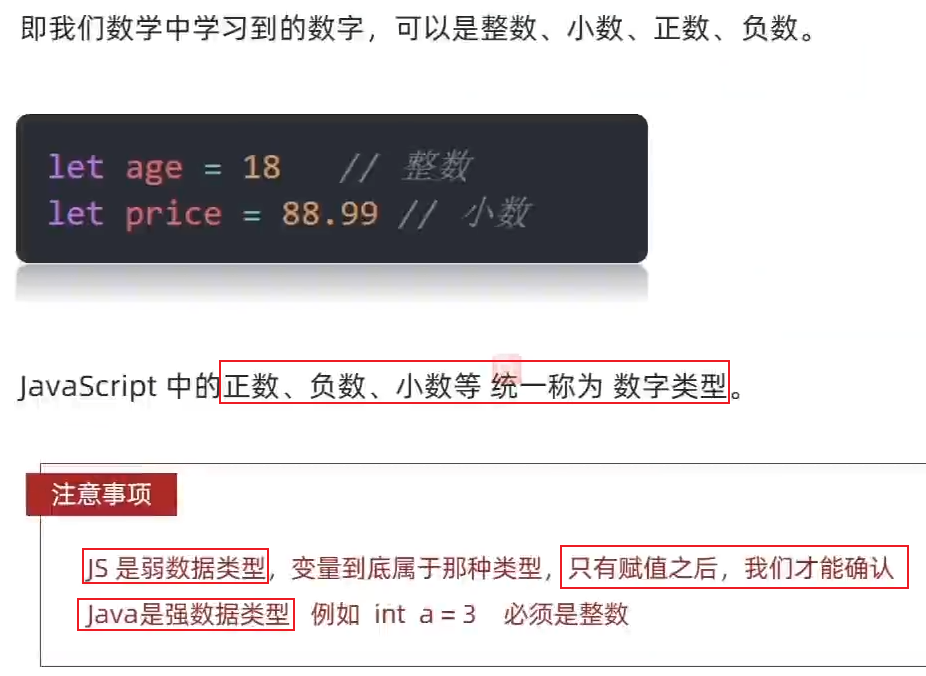 即我们数学中学习到的数字，可以是整数、小数、正数、负数。
let age = 18   // 整数
let price = 88.99 // 小数
JavaScript 中的正数、负数、小数等 统一称为 数字类型。
注意事项
JS 是弱数据类型，变量到底属于那种类型，只有赋值之后，我们才能确认
Java是强数据类型   例如  int  a = 3    必须是整数